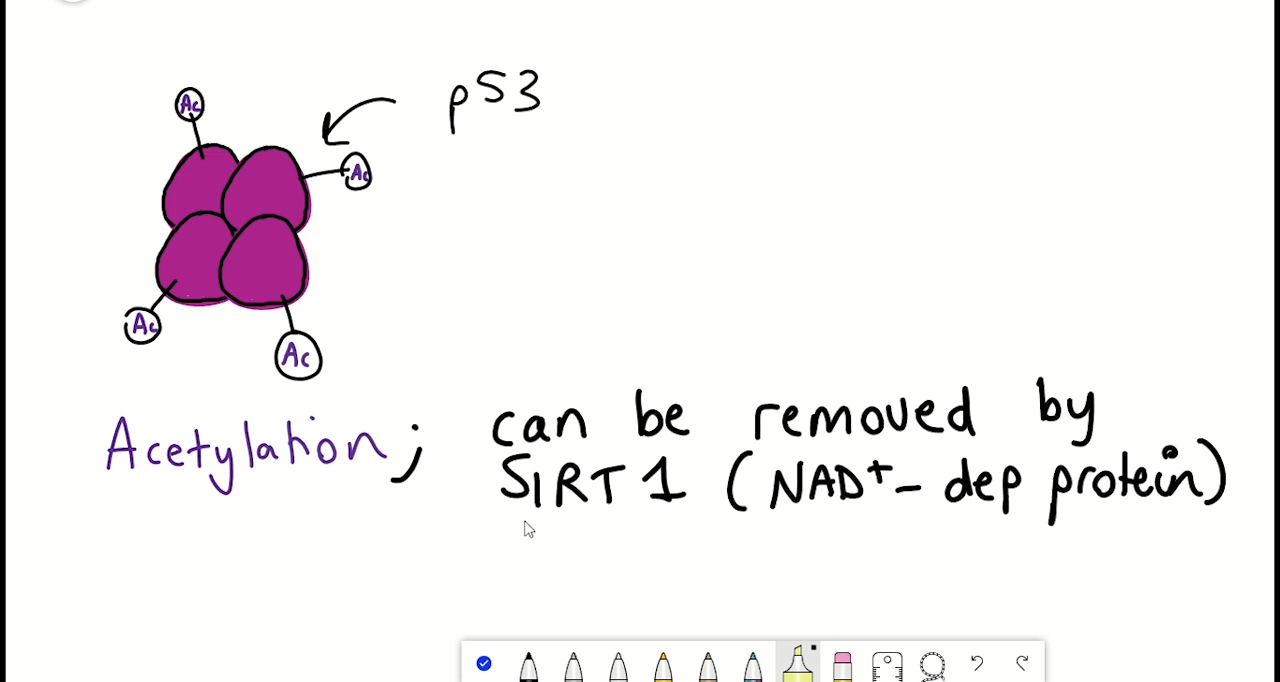 Ac
p53
Ac
Ac
Ac
Acetylation; can be removed by
SIRT1 (NAD+- dep protein)